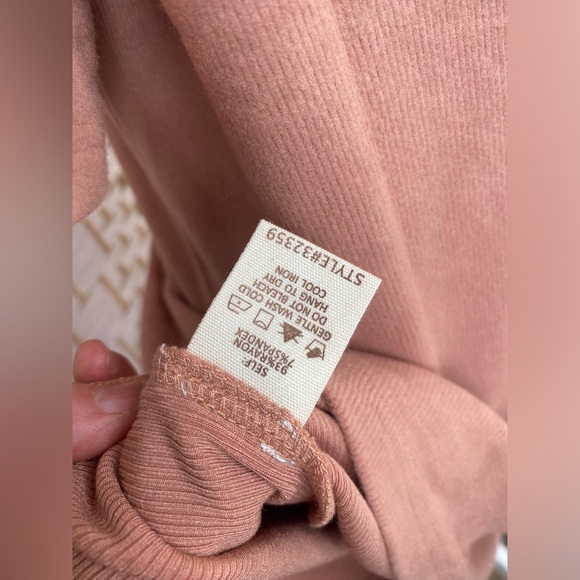 SELF:
93%RAYON
7%SPANDEX
GENTLE WASH COLD
DO NOT BLEACH
HANG TO DRY
COOL IRON
STYLE#32359